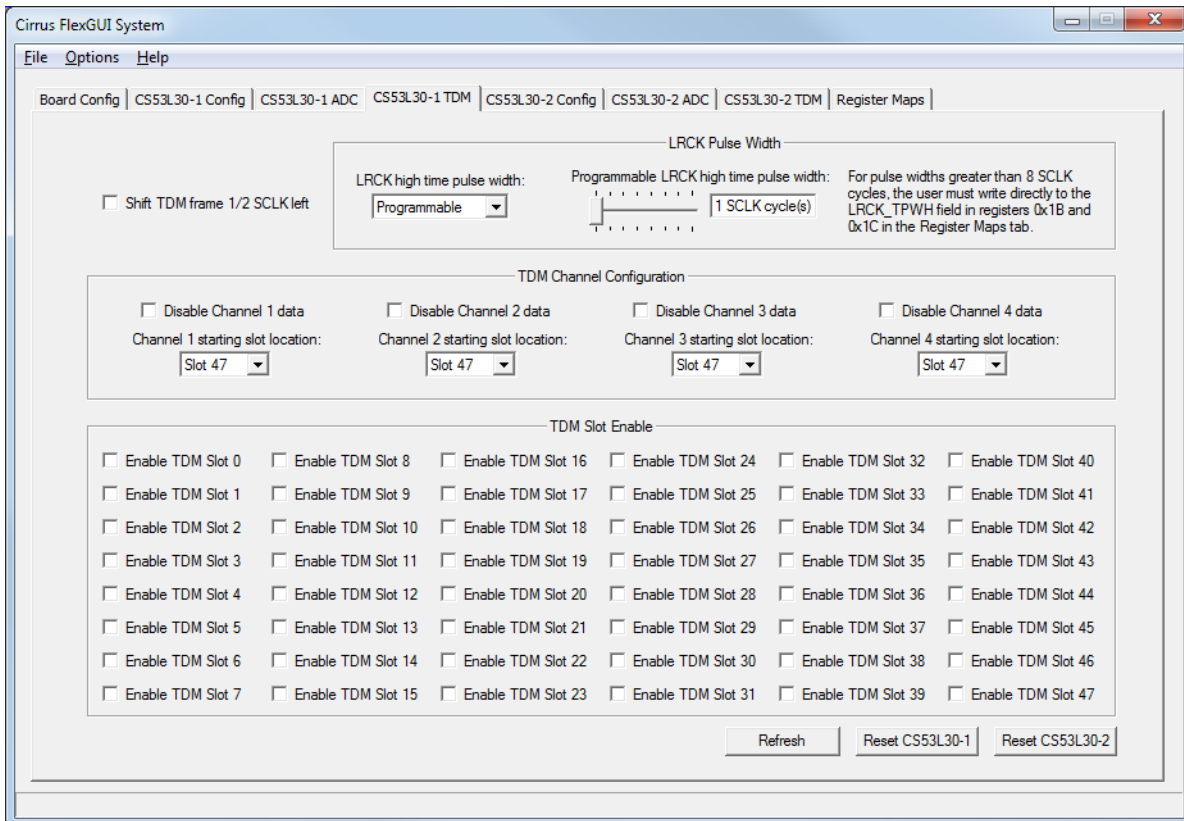 Cirrus FlexGUI System
File Options Help
Board Config CS53L30-1 Config CS53L30-1 ADC CS53L30-1 TDM CS53L30-2 Config CS53L30-2 ADC CS53L30-2 TDM Register Maps
Shift TDM frame 1/2 SCLK left
LRCK Pulse Width
LRCK high time pulse width:
Programmable
Programmable LRCK high time pulse width:
1 SCLK cycle(s)
For pulse widths greater than 8 SCLK
cycles, the user must write directly to the
LRCK_TPWH field in registers 0x1B and
0x1C in the Register Maps tab.
TDM Channel Configuration
Disable Channel 1 data Disable Channel 2 data Disable Channel 3 data Disable Channel 4 data
Channel 1 starting slot location: Channel 2 starting slot location: Channel 3 starting slot location: Channel 4 starting slot location:
Slot 47 Slot 47 Slot 47 Slot 47
TDM Slot Enable
Enable TDM Slot 0 Enable TDM Slot 8 Enable TDM Slot 16 Enable TDM Slot 24 Enable TDM Slot 32 Enable TDM Slot 40
Enable TDM Slot 1 Enable TDM Slot 9 Enable TDM Slot 17 Enable TDM Slot 25 Enable TDM Slot 33 Enable TDM Slot 41
Enable TDM Slot 2 Enable TDM Slot 10 Enable TDM Slot 18 Enable TDM Slot 26 Enable TDM Slot 34 Enable TDM Slot 42
Enable TDM Slot 3 Enable TDM Slot 11 Enable TDM Slot 19 Enable TDM Slot 27 Enable TDM Slot 35 Enable TDM Slot 43
Enable TDM Slot 4 Enable TDM Slot 12 Enable TDM Slot 20 Enable TDM Slot 28 Enable TDM Slot 36 Enable TDM Slot 44
Enable TDM Slot 5 Enable TDM Slot 13 Enable TDM Slot 21 Enable TDM Slot 29 Enable TDM Slot 37 Enable TDM Slot 45
Enable TDM Slot 6 Enable TDM Slot 14 Enable TDM Slot 22 Enable TDM Slot 30 Enable TDM Slot 38 Enable TDM Slot 46
Enable TDM Slot 7 Enable TDM Slot 15 Enable TDM Slot 23 Enable TDM Slot 31 Enable TDM Slot 39 Enable TDM Slot 47
Refresh Reset CS53L30-1 Reset CS53L30-2